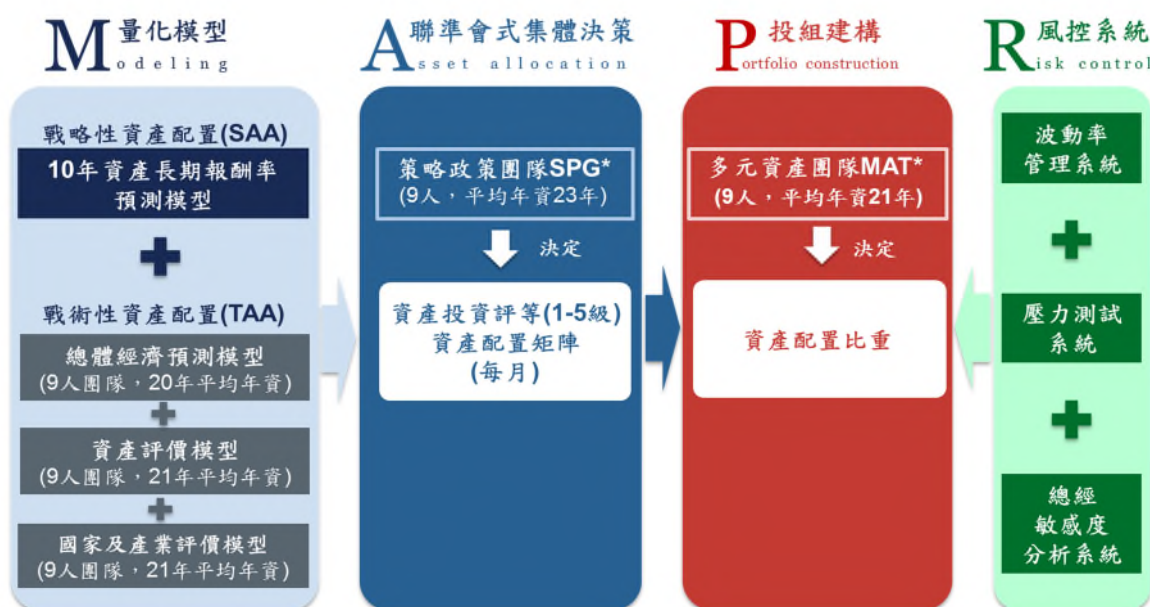 量化模型
Modeling
戰略性資產配置(SAA)
10年資產長期報酬率
預測模型
戰術性資產配置(TAA)
總體經濟預測模型
(9人團隊，20年平均年資)
資產評價模型
(9人團隊，21年平均年資)
國家及產業評價模型
(9人團隊，21年平均年資)
聯準會式集體決策
Asset allocation
策略政策團隊SPG*
(9人，平均年資23年)
決定
資產投資評等(1-5級)
資產配置矩陣
(每月)
投組建構
Portfolio construction
多元資產團隊MAT*
(9人，平均年資21年)
決定
資產配置比重
風控系統
Risk control
波動率
管理系統
壓力測試
系統
總經
敏感度
分析系統